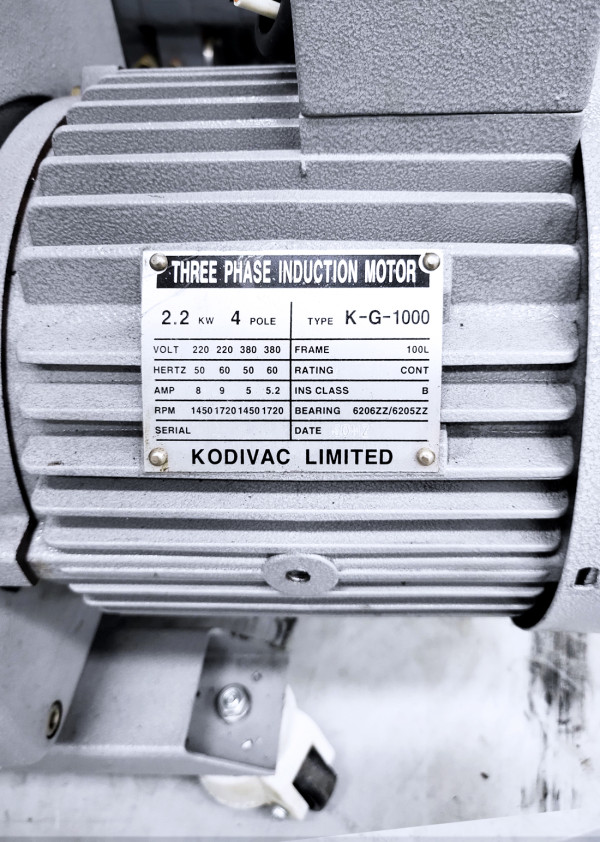 THREE PHASE INDUCTION MOTOR
2.2 KW 4 POLE TYPE K-G-1000
VOLT 220 220 380 380 FRAME 100L
HERTZ 50 60 50 60 RATING CONT
AMP 8 9 5 5.2 INS CLASS B
RPM 1450 1720 1450 1720 BEARING 6206ZZ/6205ZZ
SERIAL DATE
KODIVAC LIMITED